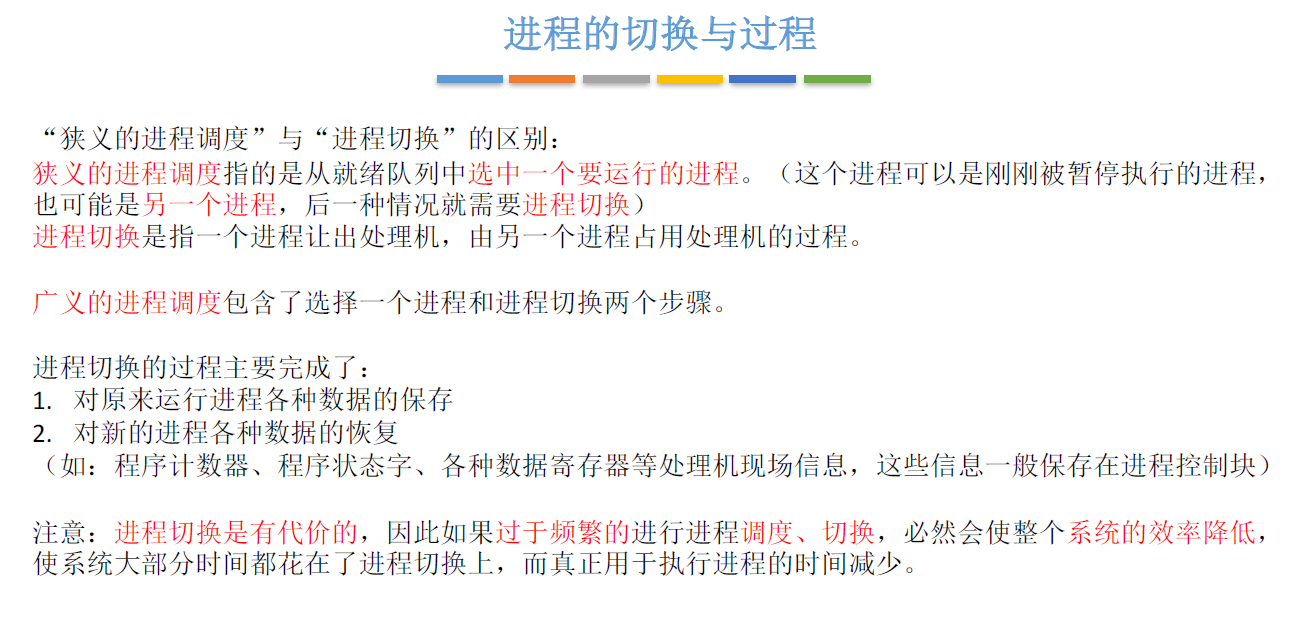 进程的切换与过程
“狭义的进程调度”与“进程切换”的区别：
狭义的进程调度指的是从就绪队列中选中一个要运行的进程。（这个进程可以是刚刚被暂停执行的进程，
也可能是另一个进程，后一种情况就需要进程切换）
进程切换是指一个进程让出处理机，由另一个进程占用处理机的过程。
广义的进程调度包含了选择一个进程和进程切换两个步骤。
进程切换的过程主要完成了：
1. 对原来运行进程各种数据的保存
2. 对新的进程各种数据的恢复
（如：程序计数器、程序状态字、各种数据寄存器等处理机现场信息，这些信息一般保存在进程控制块）
注意：进程切换是有代价的，因此如果过于频繁的进行进程调度、切换，必然会使整个系统的效率降低，
使系统大部分时间都花在了进程切换上，而真正用于执行进程的时间减少。